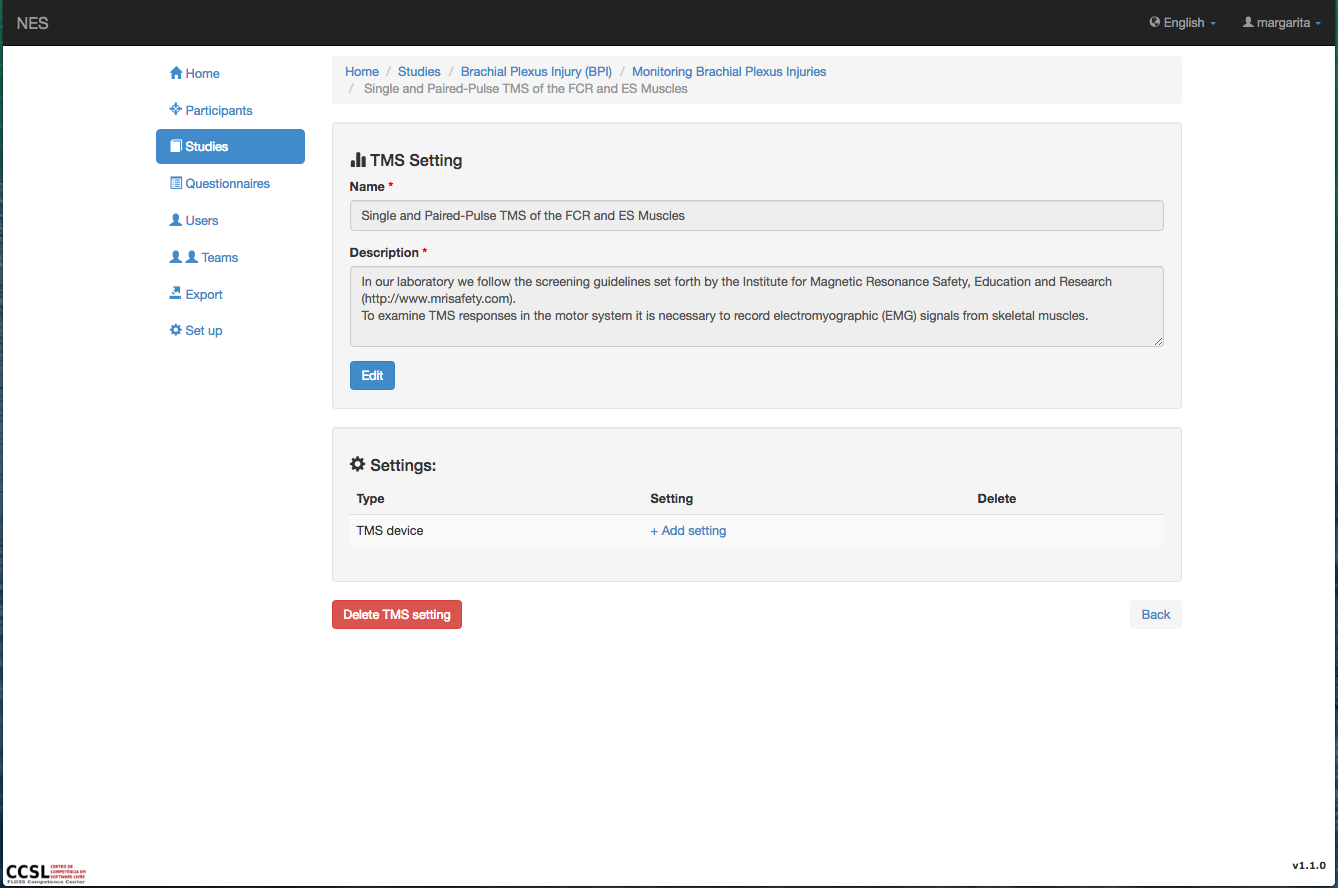 NES
English
margarita
Home
Participants
Studies
Questionnaires
Users
Teams
Export
Set up
Home / Studies / Brachial Plexus Injury (BPI) / Monitoring Brachial Plexus Injuries
/ Single and Paired-Pulse TMS of the FCR and ES Muscles
TMS Setting
Name *
Single and Paired-Pulse TMS of the FCR and ES Muscles
Description *
In our laboratory we follow the screening guidelines set forth by the Institute for Magnetic Resonance Safety, Education and Research
(http://www.mrisafety.com).
To examine TMS responses in the motor system it is necessary to record electromyographic (EMG) signals from skeletal muscles.
Edit
Settings:
Type Setting Delete
TMS device + Add setting
Delete TMS setting
Back
CCSL
CENTRO DE
COMPETÊNCIA EM
SOFTWARE LIVRE
FLOSS Competence Center
v1.1.0